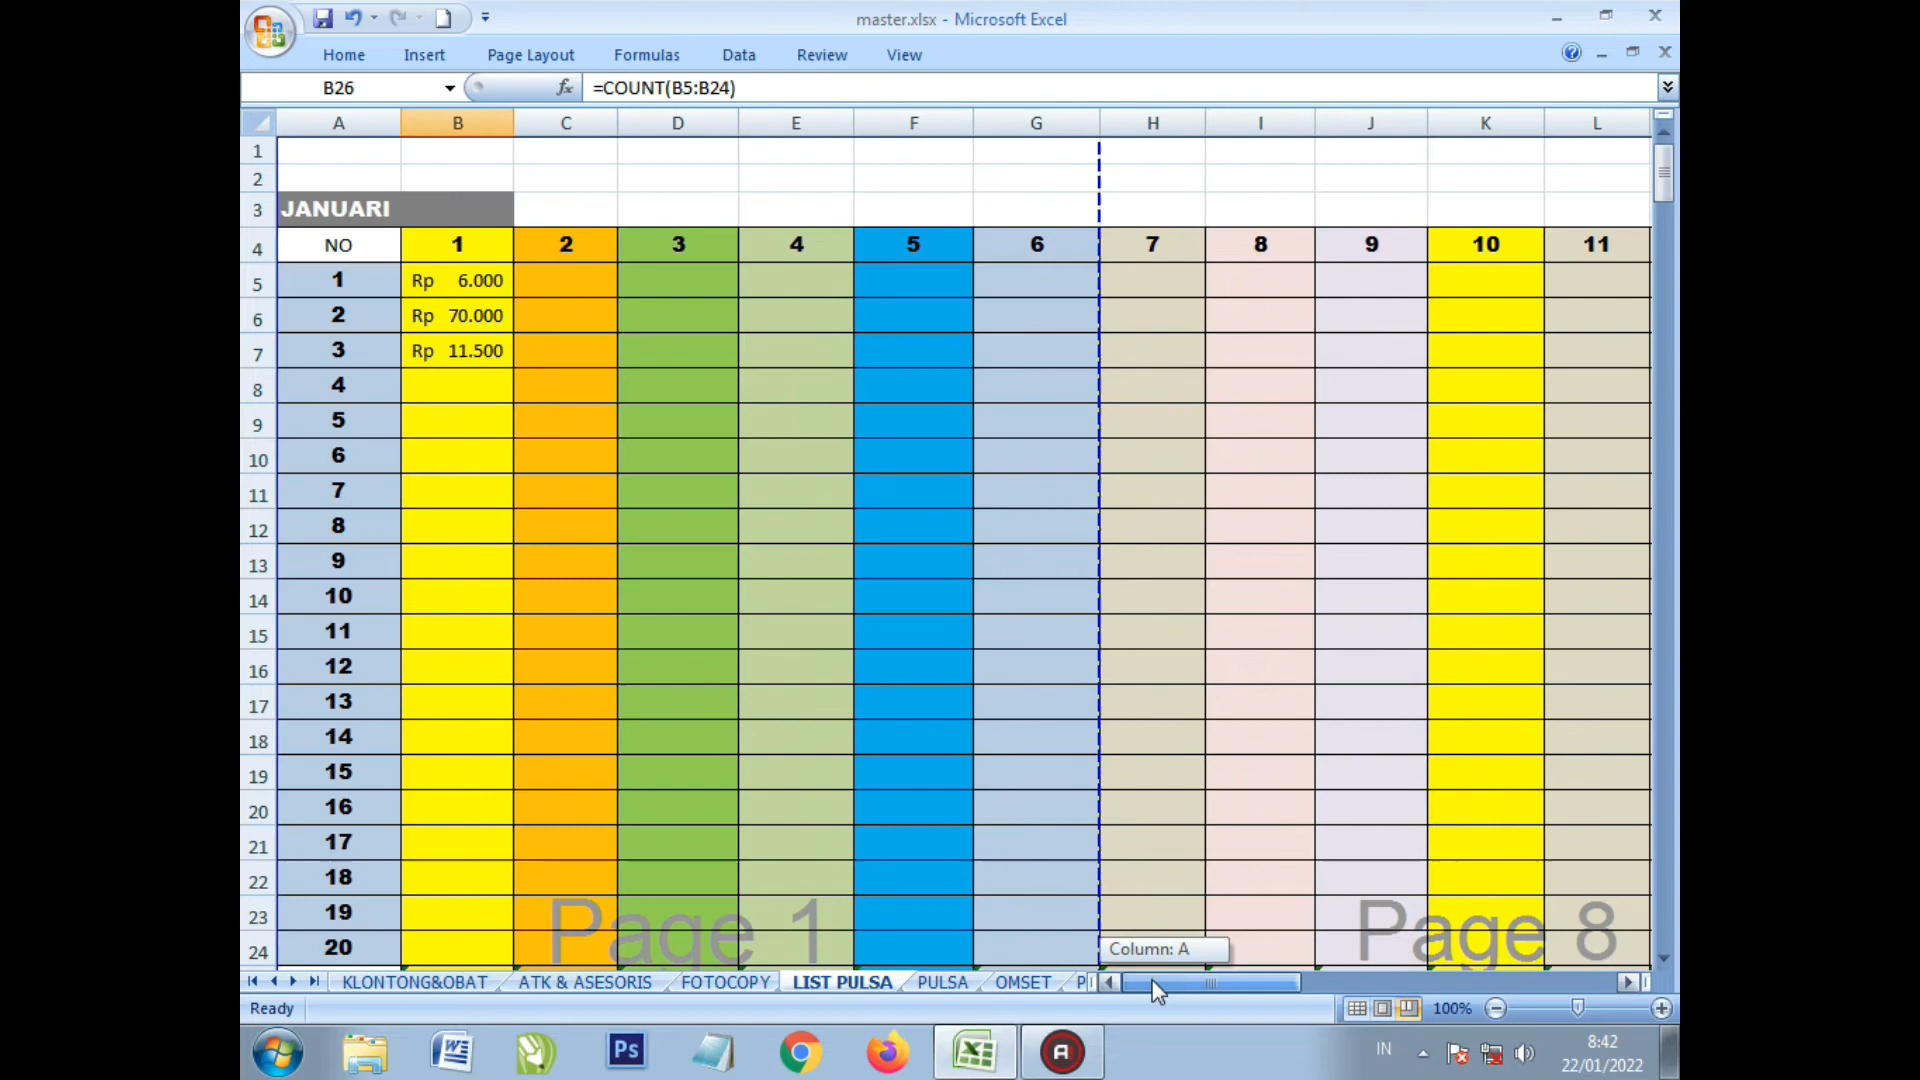 master.xlsx - Microsoft Excel
Home Insert Page Layout Formulas Data Review View
B26 fx =COUNT(B5:B24)
A B C D E F G H I J K L
1
2
3 JANUARI
4 NO 1 2 3 4 5 6 7 8 9 10 11
5 1 Rp 6.000
6 2 Rp 70.000
7 3 Rp 11.500
8 4
9 5
10 6
11 7
12 8
13 9
14 10
15 11
16 12
17 13
18 14
19 15
20 16
21 17
22 18
23 19 Page 1 Page 8
24 20
Column: A
KLONTONG&OBAT ATK & ASESORIS FOTOCOPY LIST PULSA PULSA OMSET P
Ready 100%
Ps IN 8:42
22/01/2022